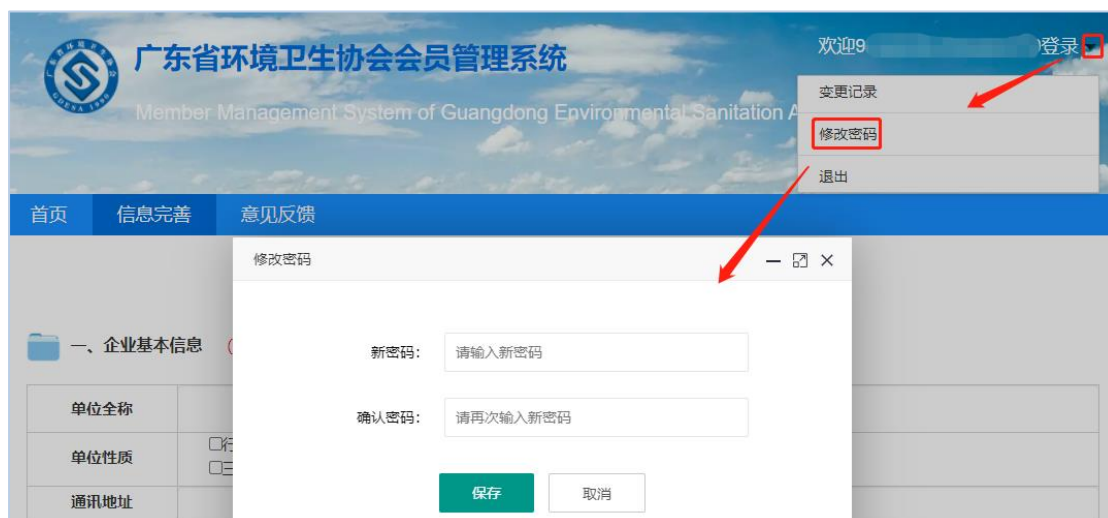 广东省环境卫生协会会员管理系统
Member Management System of Guangdong Environmental Sanitation A
欢迎9 )登录
变更记录
修改密码
退出
首页 信息完善 意见反馈
修改密码
一、企业基本信息 (
新密码: 请输入新密码
单位全称
确认密码: 请再次输入新密码
单位性质 □行
□三
保存 取消
通讯地址